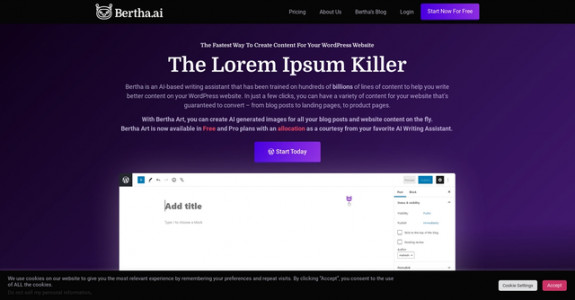 Bertha.ai
Pricing About Us Bertha's Blog Login Start Now For Free
The Fastest Way To Create Content For Your WordPress Website
The Lorem Ipsum Killer
Bertha is an AI-based writing assistant that has been trained on hundreds of billions of lines of content to help you write
better content on your WordPress website. In just a few clicks, you can have a variety of content for your website that's
guaranteed to convert – from blog posts to landing pages, to product pages.
With Bertha Art, you can create AI generated images for all your blog posts and website content on the fly.
Bertha Art is now available in Free and Pro plans with an allocation as a courtesy from your favorite AI Writing Assistant.
Start Today
Add title
We use cookies on our website to give you the most relevant experience by remembering your preferences and repeat visits. By clicking "Accept", you consent to the use
of ALL the cookies.
Do not sell my personal information.
Cookie Settings Accept